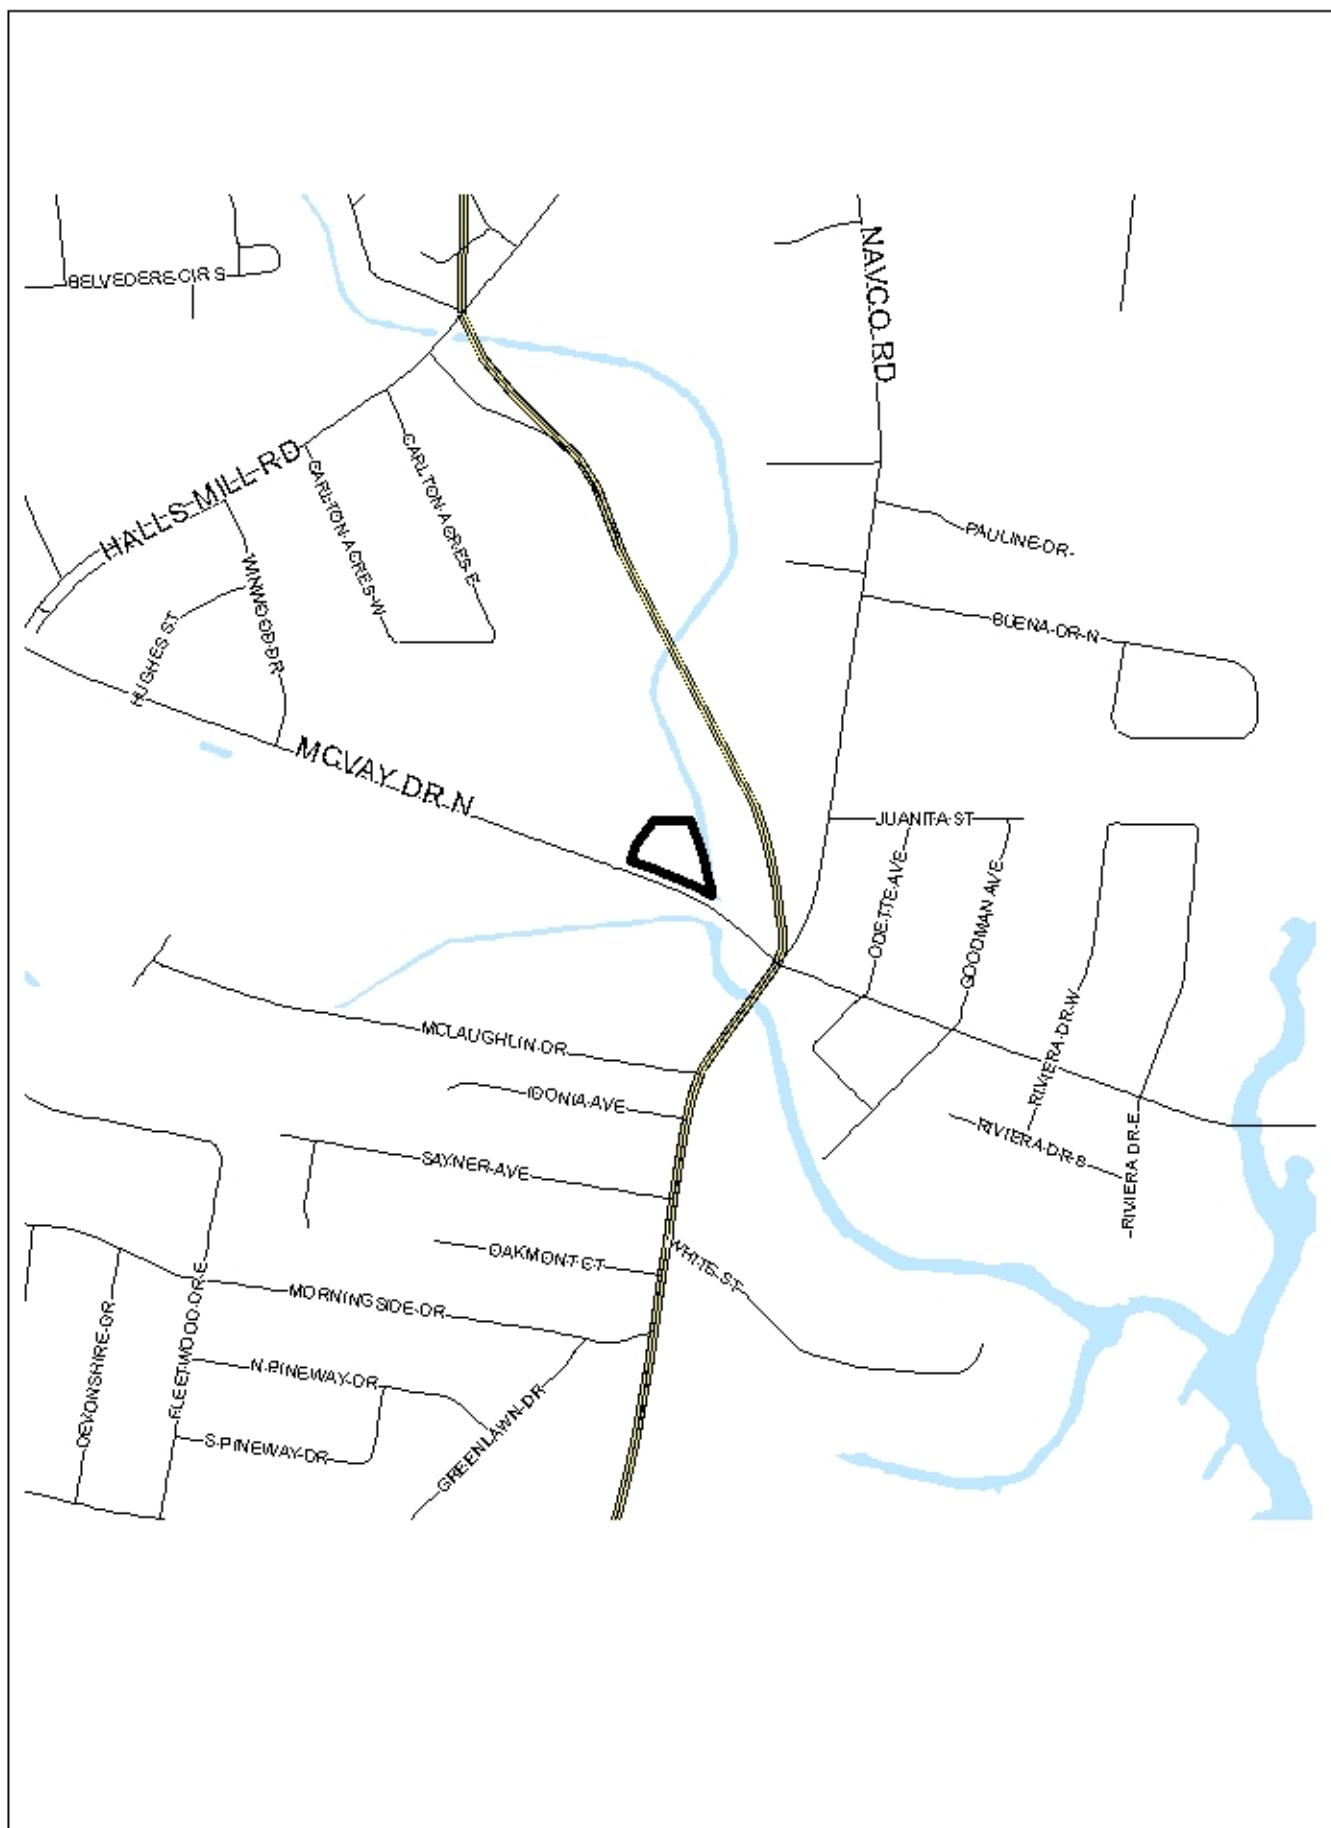 NAVCO RD
BELVEDERE CIR S
HALLS MILL RD
CARLTON ACRES E
CARLTON ACRES W
PAULINE DR
WINWOOD DR
HUGHES ST
BUENA DR N
MCVAY DR N
JUANITA ST
ODETTE AVE
GOODMAN AVE
RIVIERA DR W
MCLAUGHLIN DR
IDONIA AVE
RIVIERA DR S
RIVIERA DR E
SAYNER AVE
OAKMONT CT
WHITE ST
MORNINGSIDE DR
FLEETWOOD DR E
DEVONSHIRE DR
N PINEWAY DR
GREENLAWN DR
S PINEWAY DR